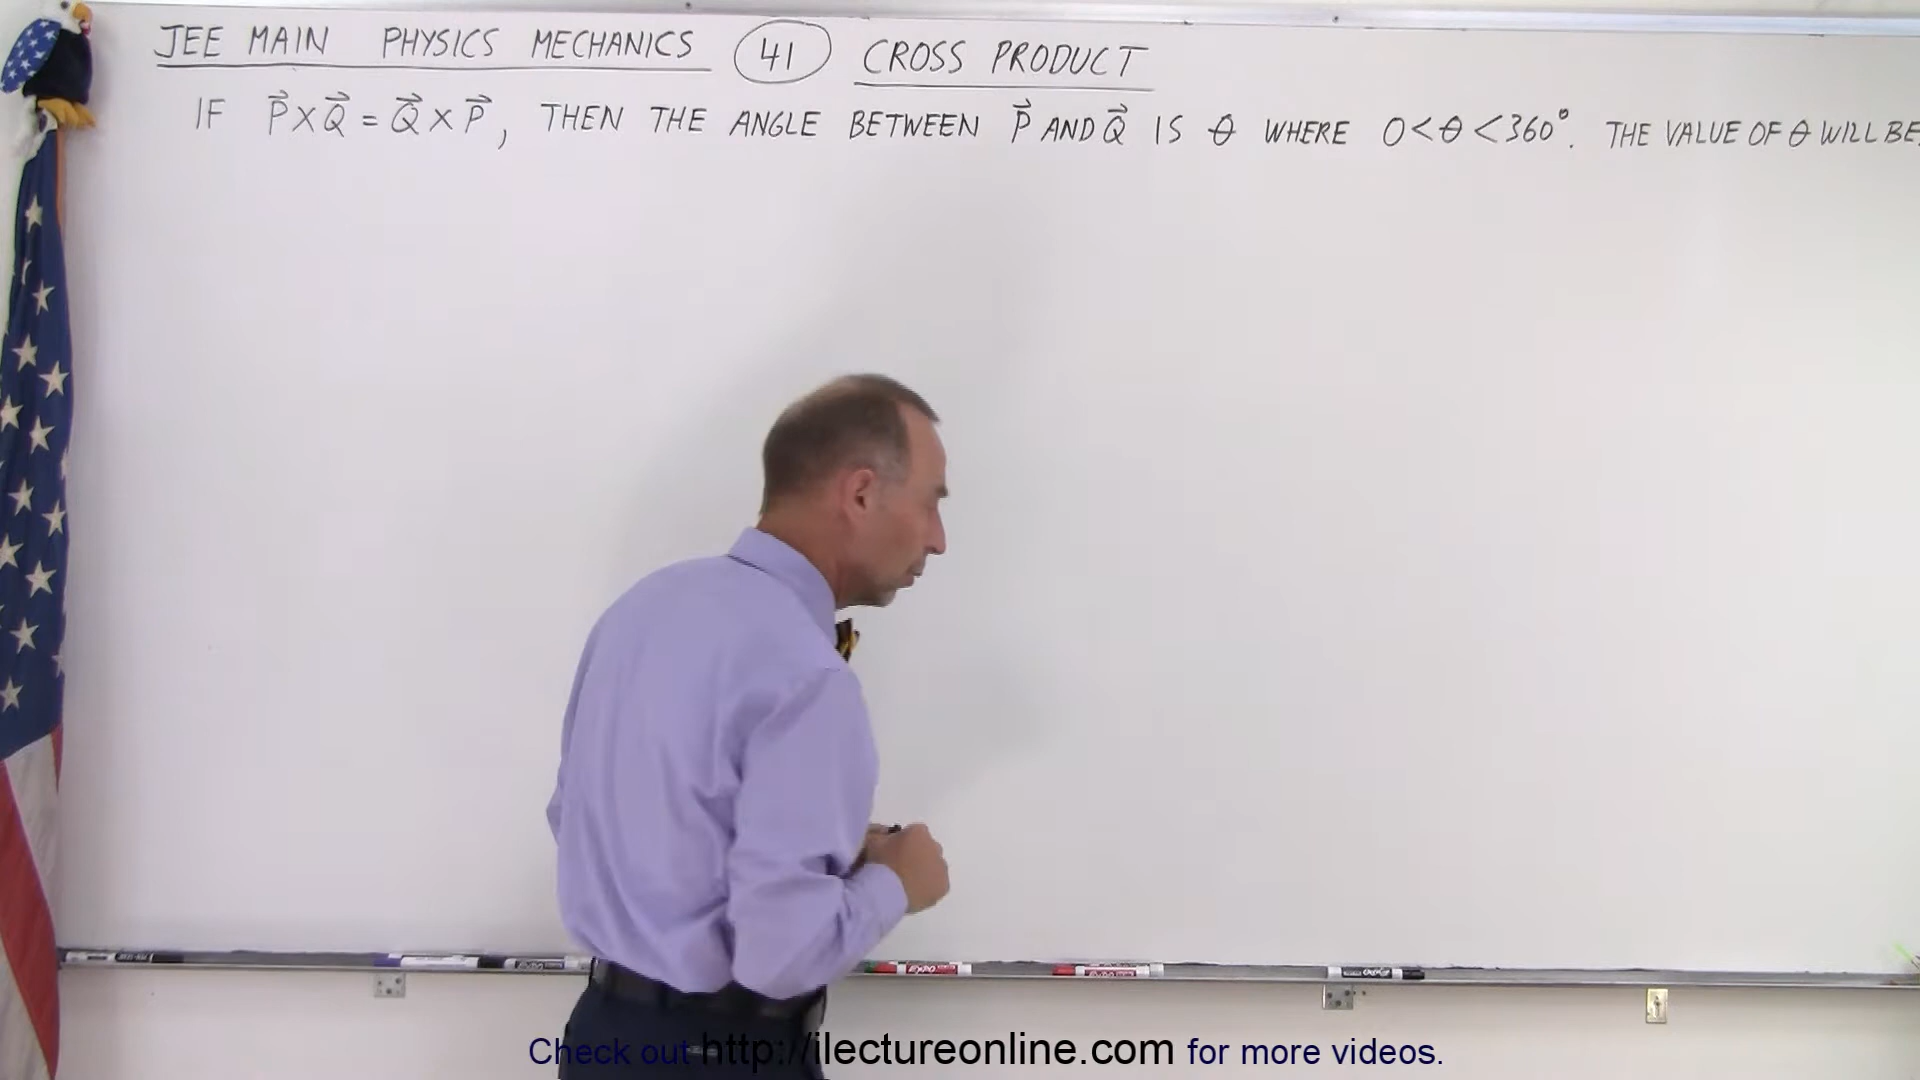 JEE MAIN PHYSICS MECHANICS 41 CROSS PRODUCT
IF P⃗ X Q⃗ = Q⃗ X P⃗, THEN THE ANGLE BETWEEN P⃗ AND Q⃗ IS θ WHERE 0<θ<360°. THE VALUE OF θ WILL BE
EXPO
Check out http://ilectureonline.com for more videos.